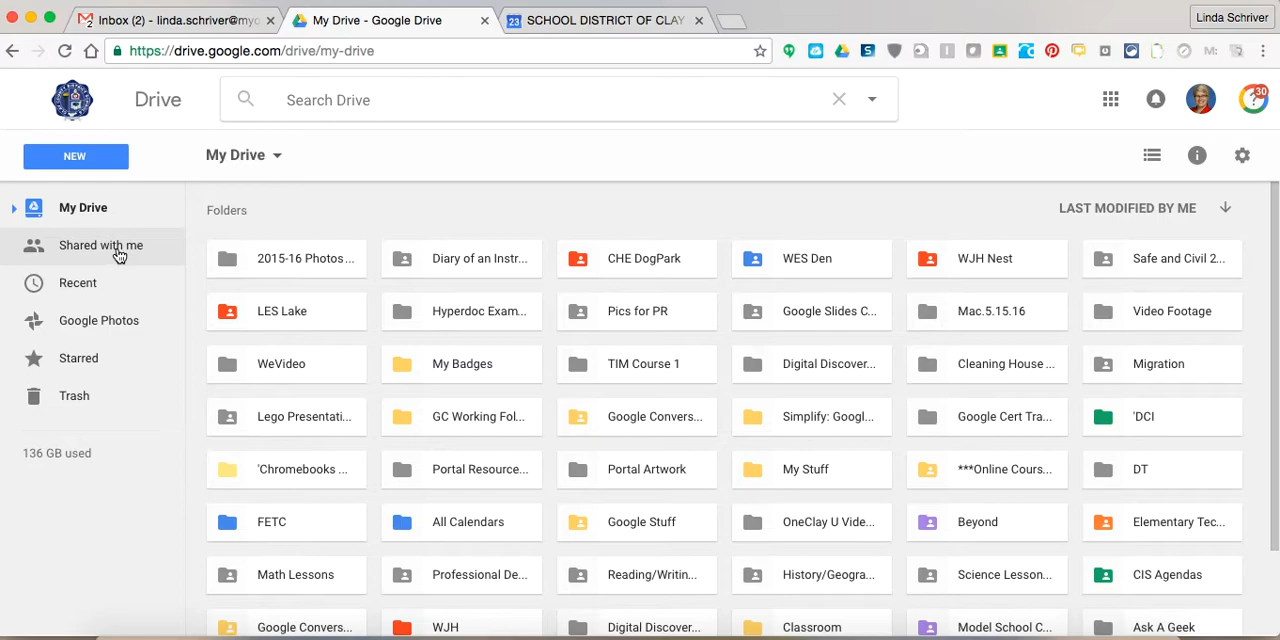 Inbox (2) - linda.schriver@myo
My Drive - Google Drive
23 SCHOOL DISTRICT OF CLAY
Linda Schriver
https://drive.google.com/drive/my-drive
Drive
Search Drive
30
NEW
My Drive
My Drive
Shared with me
Recent
Google Photos
Starred
Trash
136 GB used
Folders
LAST MODIFIED BY ME
2015-16 Photos...
Diary of an Instr...
CHE DogPark
WES Den
WJH Nest
Safe and Civil 2...
LES Lake
Hyperdoc Exam...
Pics for PR
Google Slides C...
Mac.5.15.16
Video Footage
WeVideo
My Badges
TIM Course 1
Digital Discover...
Cleaning House ...
Migration
Lego Presentati...
GC Working Fol...
Google Convers...
Simplify: Googl...
Google Cert Tra...
'DCI
'Chromebooks ...
Portal Resource...
Portal Artwork
My Stuff
***Online Cours...
DT
FETC
All Calendars
Google Stuff
OneClay U Vide...
Beyond
Elementary Tec...
Math Lessons
Professional De...
Reading/Writin...
History/Geogra...
Science Lesson...
CIS Agendas
Google Convers...
WJH
Digital Discover...
Classroom
Model School C...
Ask A Geek